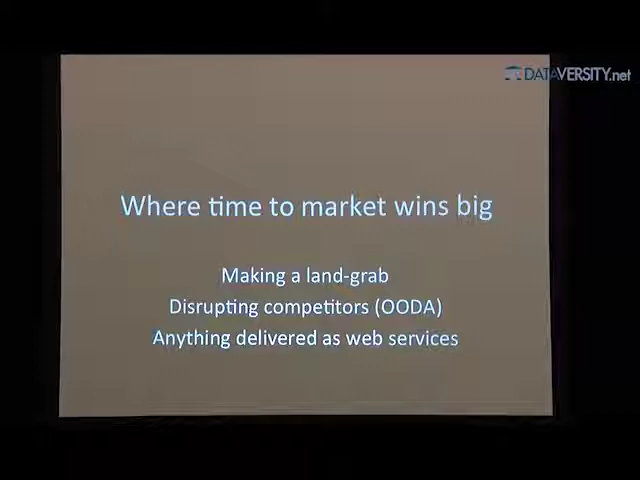 DATAVERSITY.net
Where time to market wins big
Making a land-grab
Disrupting competitors (OODA)
Anything delivered as web services